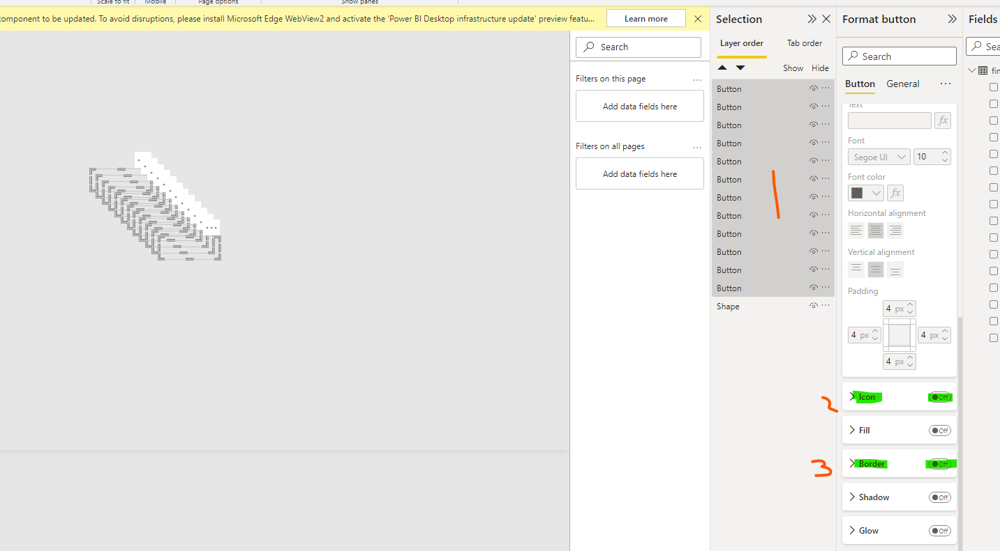 Scale to fit
Mobile
Page options
Show panes
component to be updated. To avoid disruptions, please install Microsoft Edge WebView2 and activate the 'Power BI Desktop infrastructure update' preview featu...
Learn more
Search
Filters on this page
...
Add data fields here
Filters on all pages
...
Add data fields here
Selection
Layer order
Tab order
Show
Hide
Button
Button
Button
Button
Button
Button
Button
Button
Button
Button
Button
Button
Shape
1
2
3
Format button
Search
Button
General
...
Text
fx
Font
Segoe UI
10
Font color
fx
Horizontal alignment
Vertical alignment
Padding
4 px
4 px
4 px
4 px
Icon
Off
Fill
Off
Border
Off
Shadow
Off
Glow
Off
Fields
Sea
fin